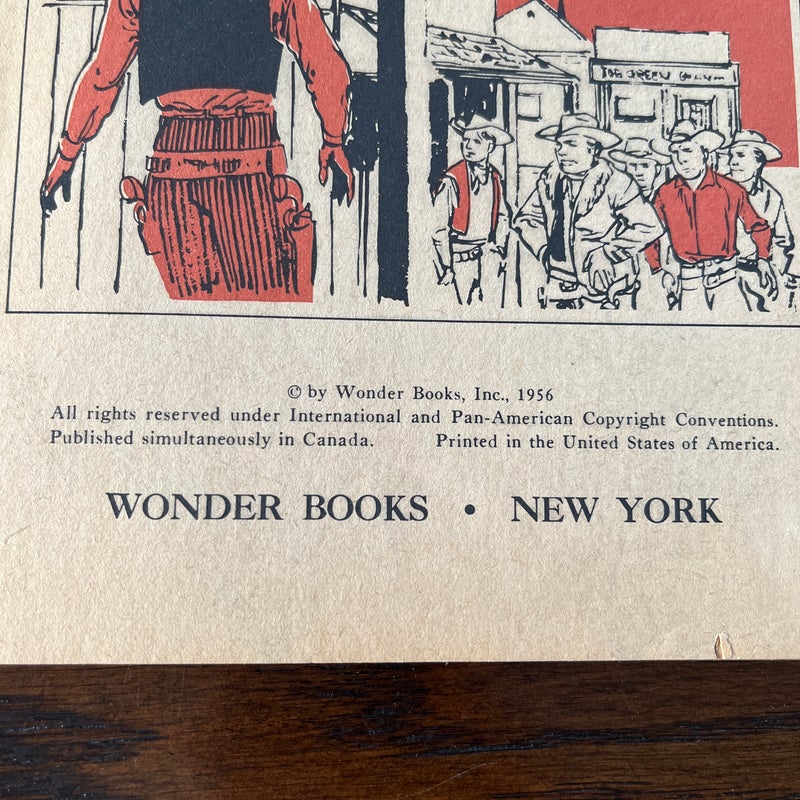 © by Wonder Books, Inc., 1956
All rights reserved under International and Pan-American Copyright Conventions.
Published simultaneously in Canada. Printed in the United States of America.
WONDER BOOKS • NEW YORK